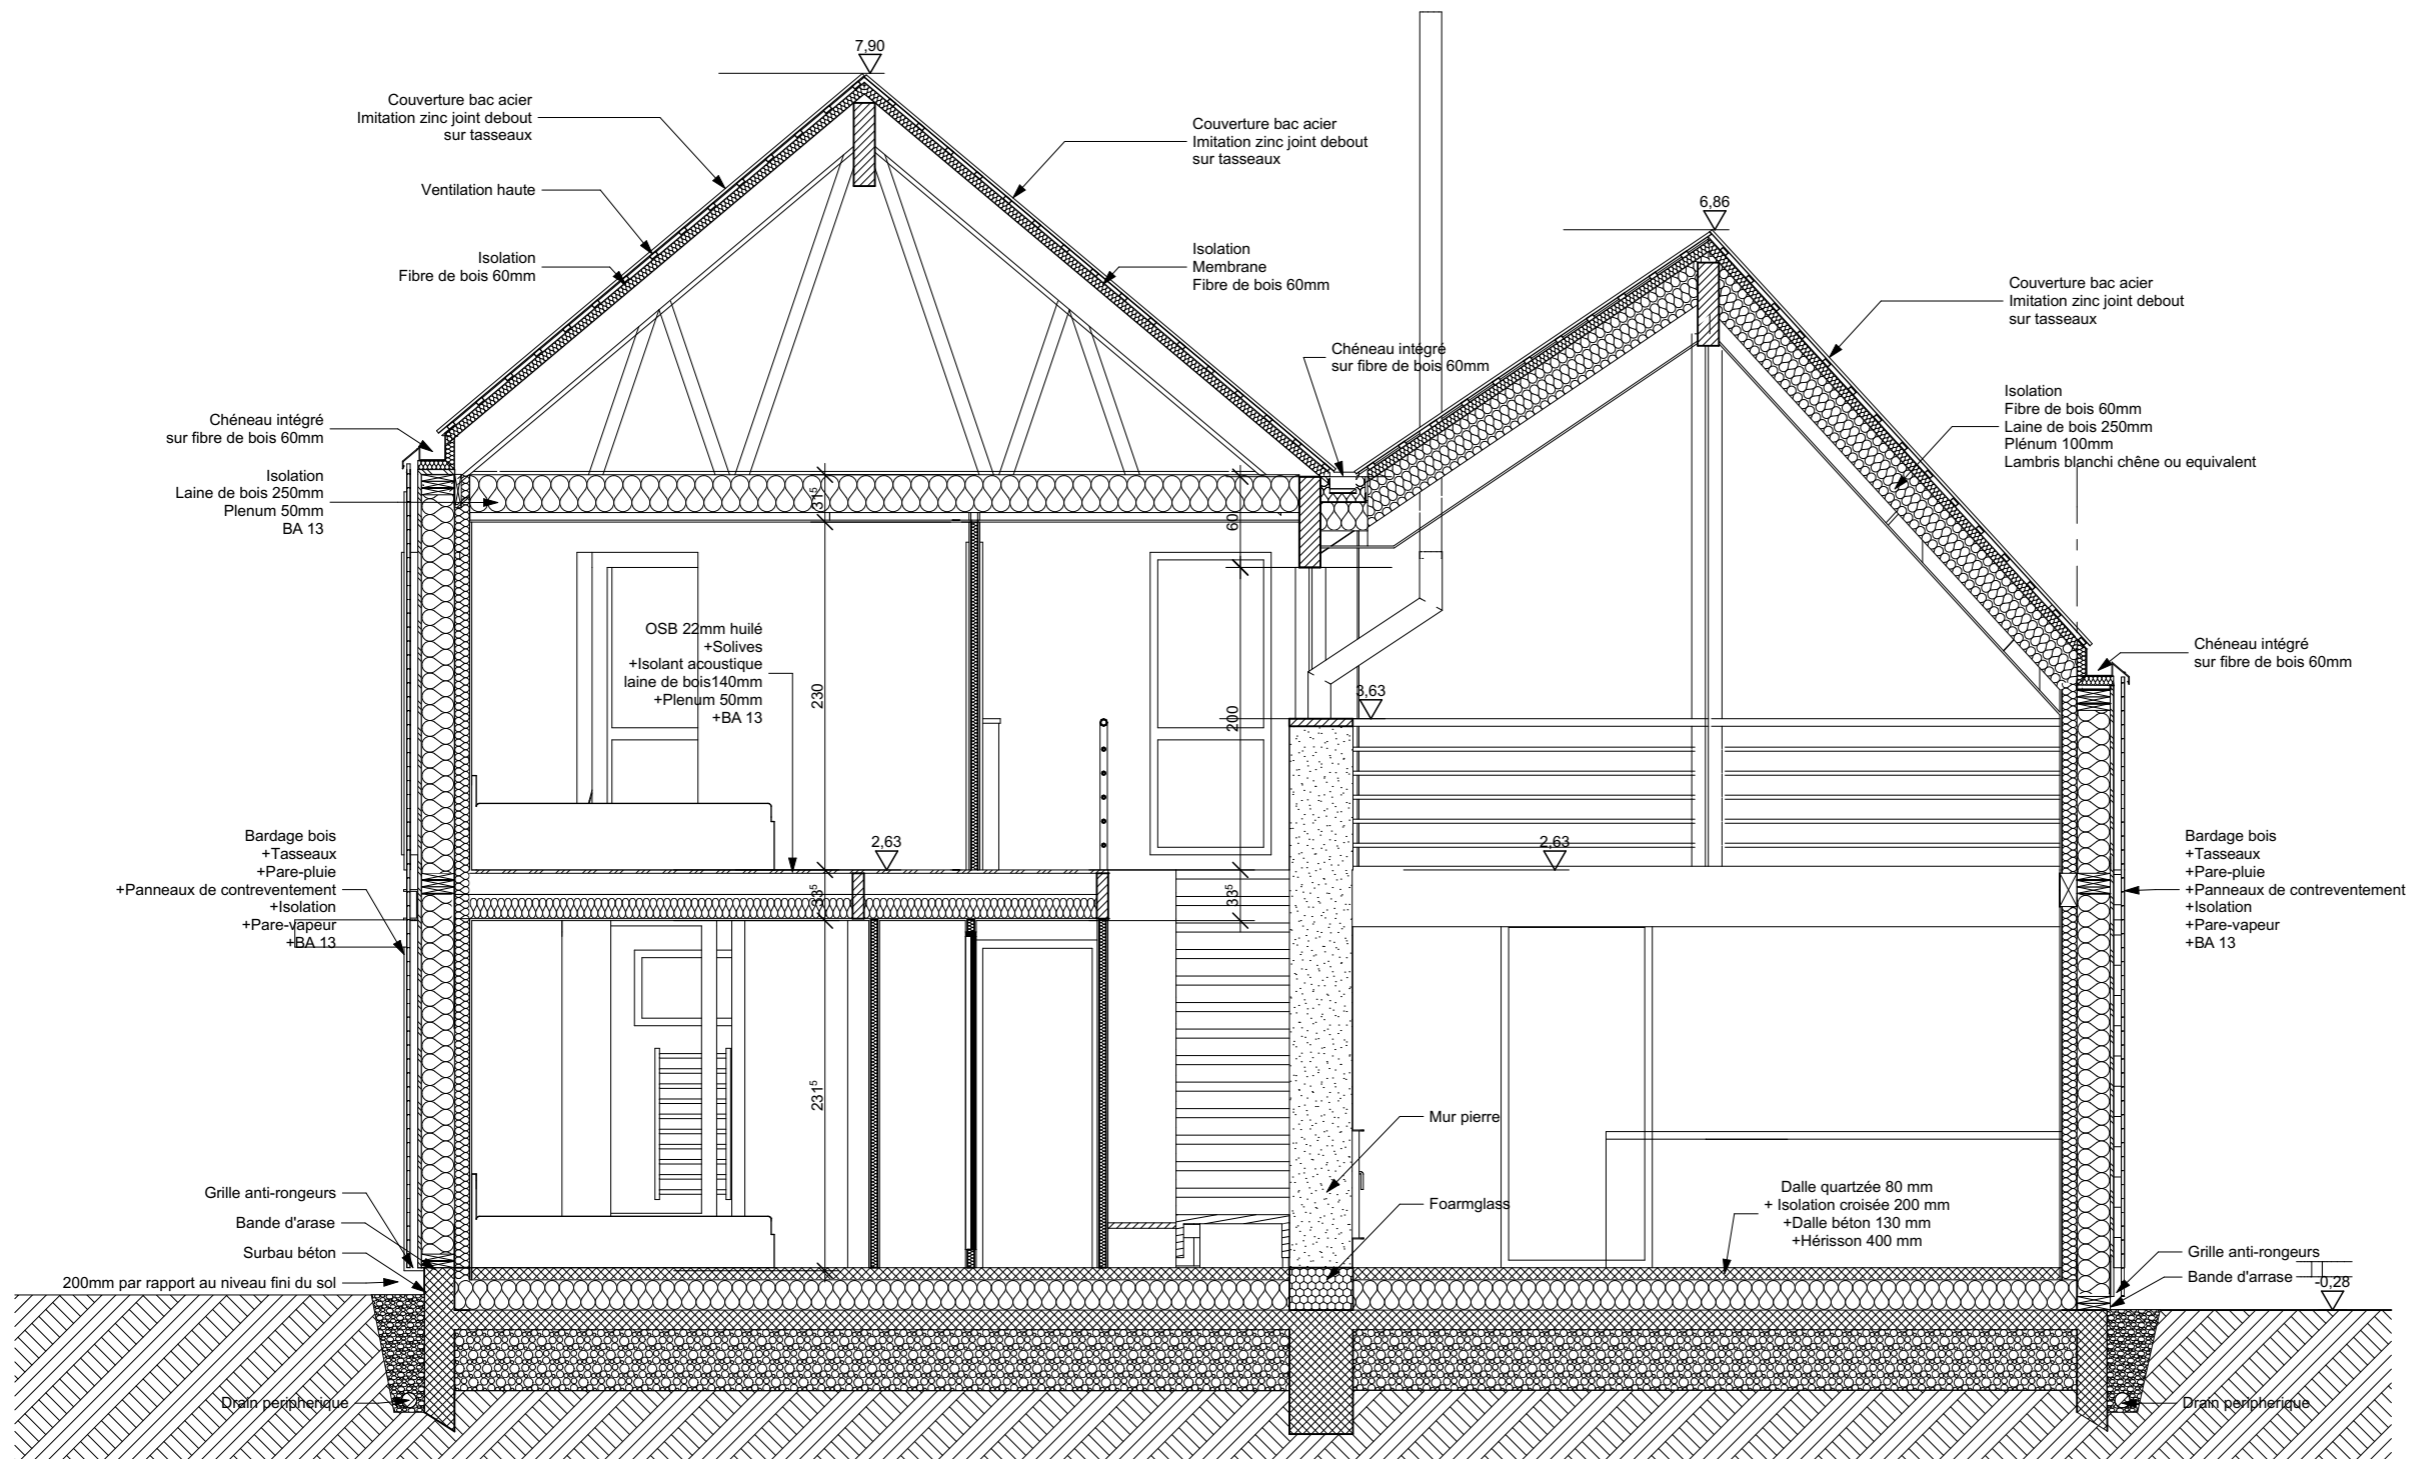 7,90
Couverture bac acier
Imitation zinc joint debout
sur tasseaux
Ventilation haute
Isolation
Fibre de bois 60mm
Couverture bac acier
Imitation zinc joint debout
sur tasseaux
Isolation
Membrane
Fibre de bois 60mm
6,86
Couverture bac acier
Imitation zinc joint debout
sur tasseaux
Chéneau intégré
sur fibre de bois 60mm
Isolation
Fibre de bois 60mm
Laine de bois 250mm
Plénum 100mm
Lambris blanchi chêne ou equivalent
Chéneau intégré
sur fibre de bois 60mm
Isolation
Laine de bois 250mm
Plenum 50mm
BA 13
31⁵
60
OSB 22mm huilé
+Solives
+Isolant acoustique
laine de bois140mm
+Plenum 50mm
+BA 13
230
200
3,63
Chéneau intégré
sur fibre de bois 60mm
2,63
2,63
33⁵
33⁵
Bardage bois
+Tasseaux
+Pare-pluie
+Panneaux de contreventement
+Isolation
+Pare-vapeur
+BA 13
Bardage bois
+Tasseaux
+Pare-pluie
+Panneaux de contreventement
+Isolation
+Pare-vapeur
+BA 13
231⁵
Mur pierre
Foarmglass
Dalle quartzée 80 mm
+ Isolation croisée 200 mm
+Dalle béton 130 mm
+Hérisson 400 mm
Grille anti-rongeurs
Bande d'arase
Surbau béton
200mm par rapport au niveau fini du sol
Grille anti-rongeurs
Bande d'arrase
-0,28
Drain peripherique
Drain peripherique